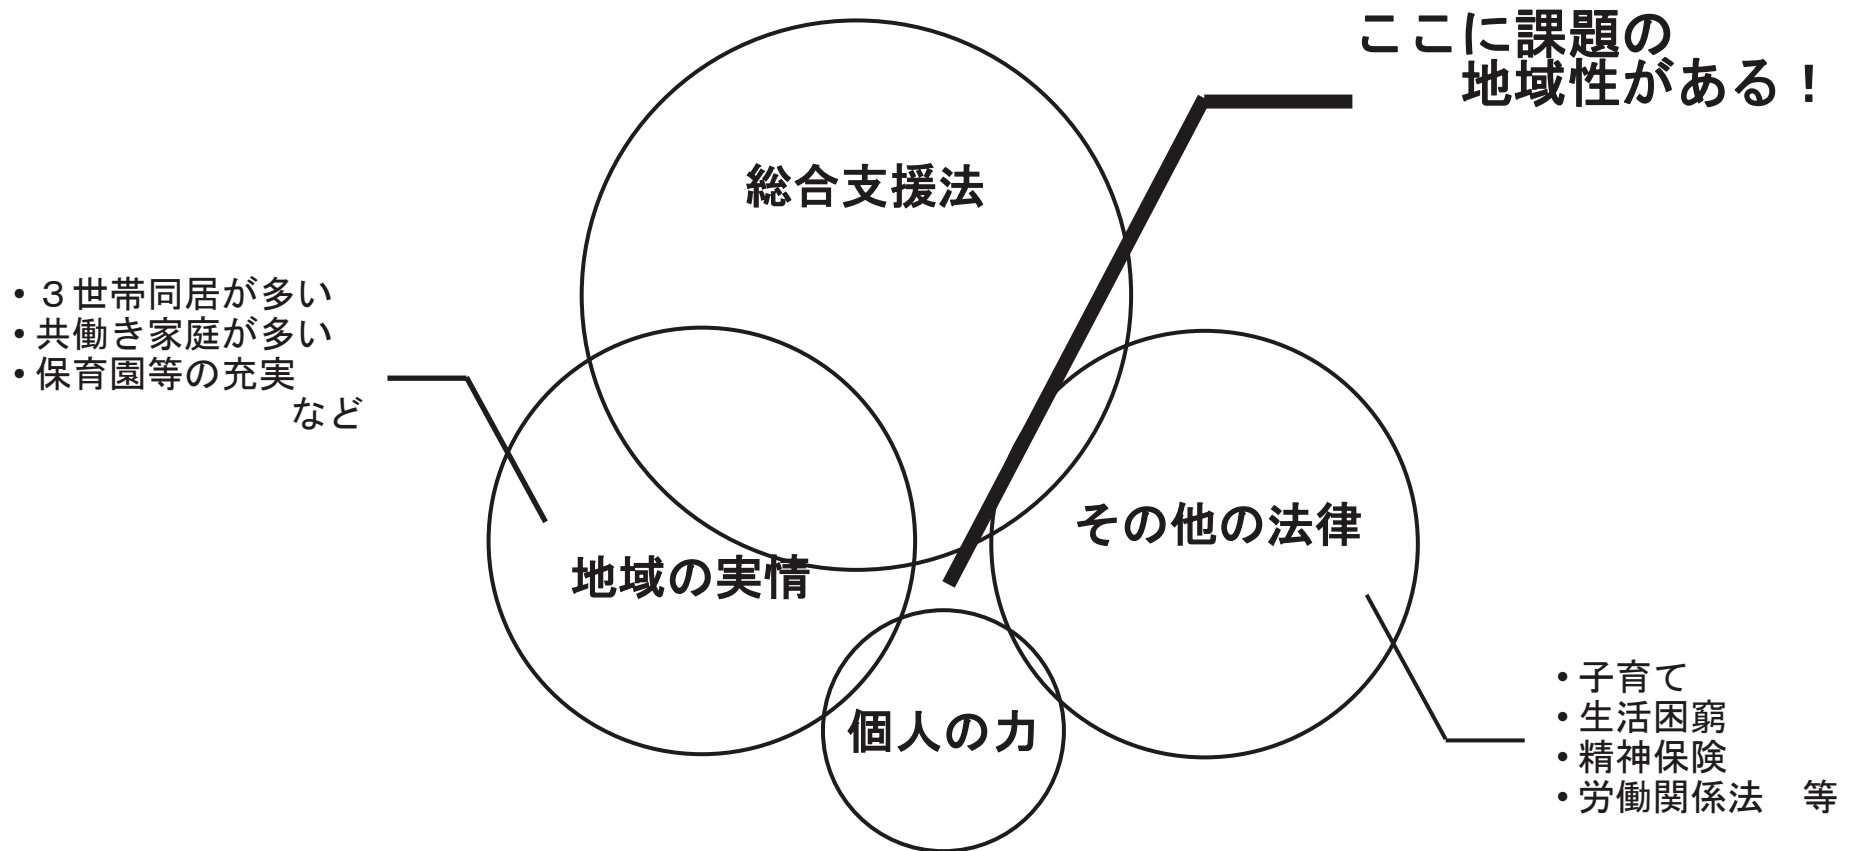 ここに課題の
地域性がある！
総合支援法
・３世帯同居が多い
・共働き家庭が多い
・保育園等の充実
など
その他の法律
地域の実情
個人の力
・子育て
・生活困窮
・精神保険
・労働関係法　等